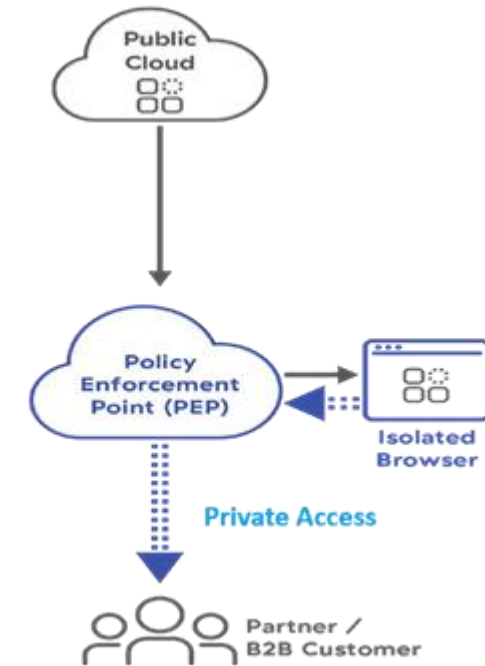 Public
Cloud
Policy
Enforcement
Point (PEP)
Isolated
Browser
Private Access
Partner /
B2B Customer